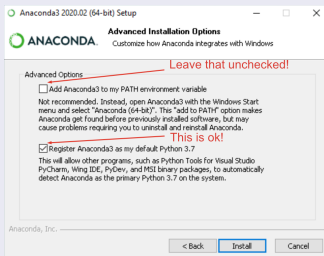 Anaconda3 2020.02 (64-bit) Setup
ANACONDA.
Advanced Installation Options
Customize how Anaconda integrates with Windows
Leave that unchecked!
Advanced Options
Add Anaconda3 to my PATH environment variable
Not recommended. Instead, open Anaconda3 with the Windows Start
menu and select "Anaconda (64-bit)". This "add to PATH" option makes
Anaconda get found before previously installed software, but may
cause problems requiring you to uninstall and reinstall Anaconda.
This is ok!
Register Anaconda3 as my default Python 3.7
This will allow other programs, such as Python Tools for Visual Studio
PyCharm, Wing IDE, PyDev, and MSI binary packages, to automatically
detect Anaconda as the primary Python 3.7 on the system.
Anaconda, Inc.
< Back
Install
Cancel